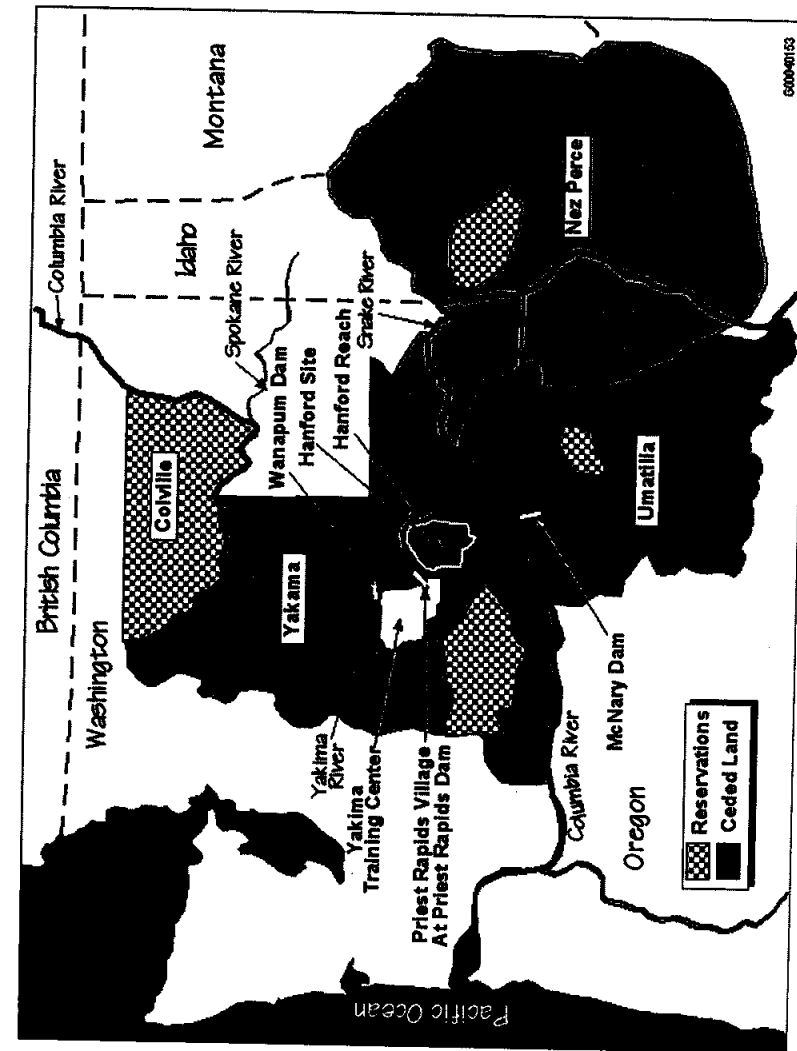 British Columbia
Columbia River
Washington
Colville
Idaho
Montana
Spokane River
Yakama
Wanapum Dam
Hanford Site
Hanford Reach
Snake River
Yakima
River
Yakima
Training Center
Priest Rapids Village
At Priest Rapids Dam
Nez Perce
Umatilla
McNary Dam
Columbia River
Oregon
Pacific Ocean
Reservations
Ceded Land
G00040153